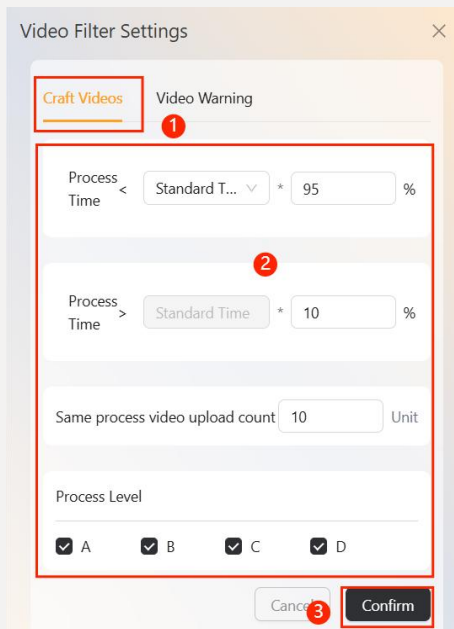 Video Filter Settings
Craft Videos Video Warning
1
Process Time < Standard T... * 95 %
2
Process Time > Standard Time * 10 %
Same process video upload count 10 Unit
Process Level
A B C D
Cancel 3 Confirm